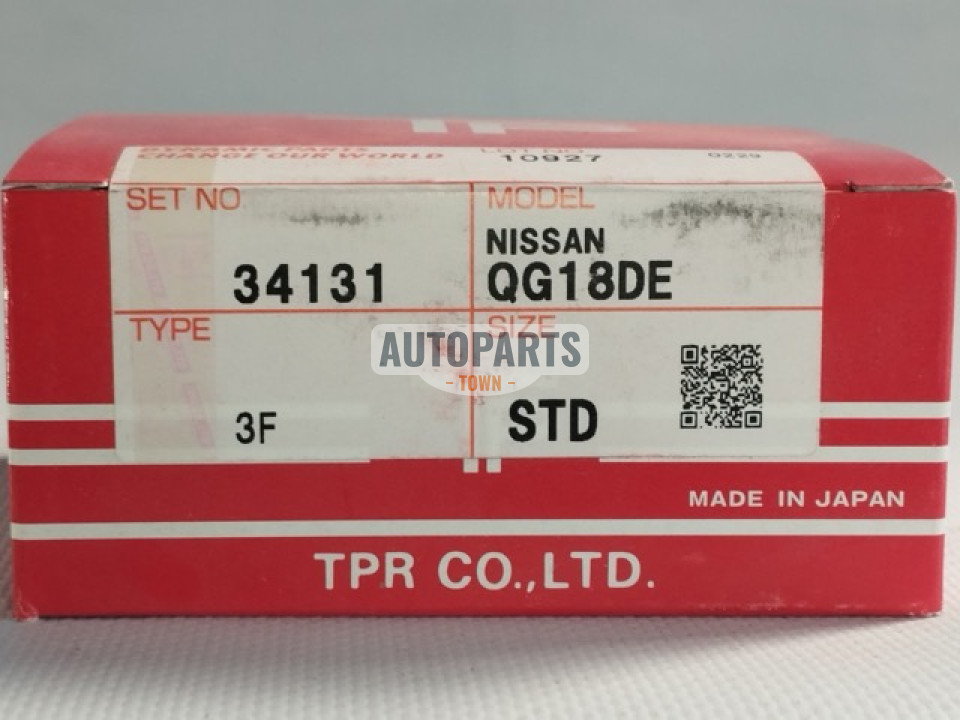 DYNAMIC PARTS
CHANGE OUR WORLD
LOT NO
10927
0229
SET NO
34131
MODEL
NISSAN
QG18DE
TYPE
3F
SIZE
STD
AUTOPARTS
- TOWN -
MADE IN JAPAN
TPR CO.,LTD.